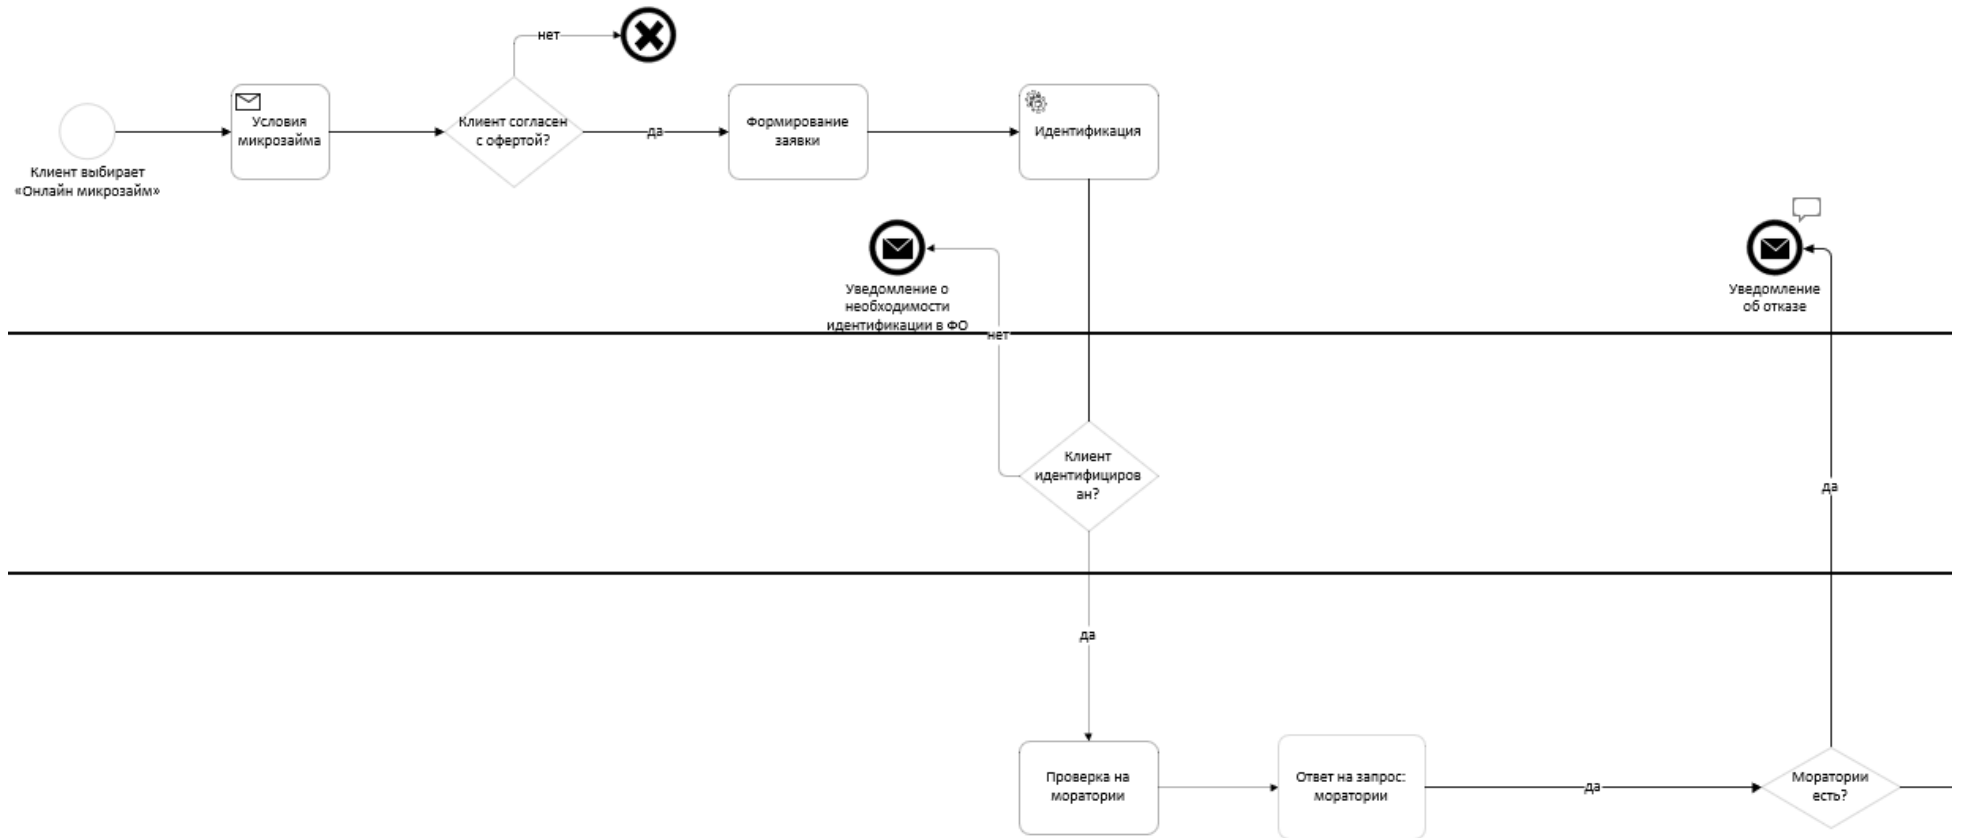 нет
Условия
микрозайма
Клиент согласен
с офертой?
да
Формирование
заявки
Идентификация
Клиент выбирает
«Онлайн микрозайм»
Уведомление о
необходимости
идентификации в ФО
нет
Уведомление
об отказе
Клиент
идентифициров
ан?
да
да
Проверка на
моратории
Ответ на запрос:
моратории
да
Моратории
есть?